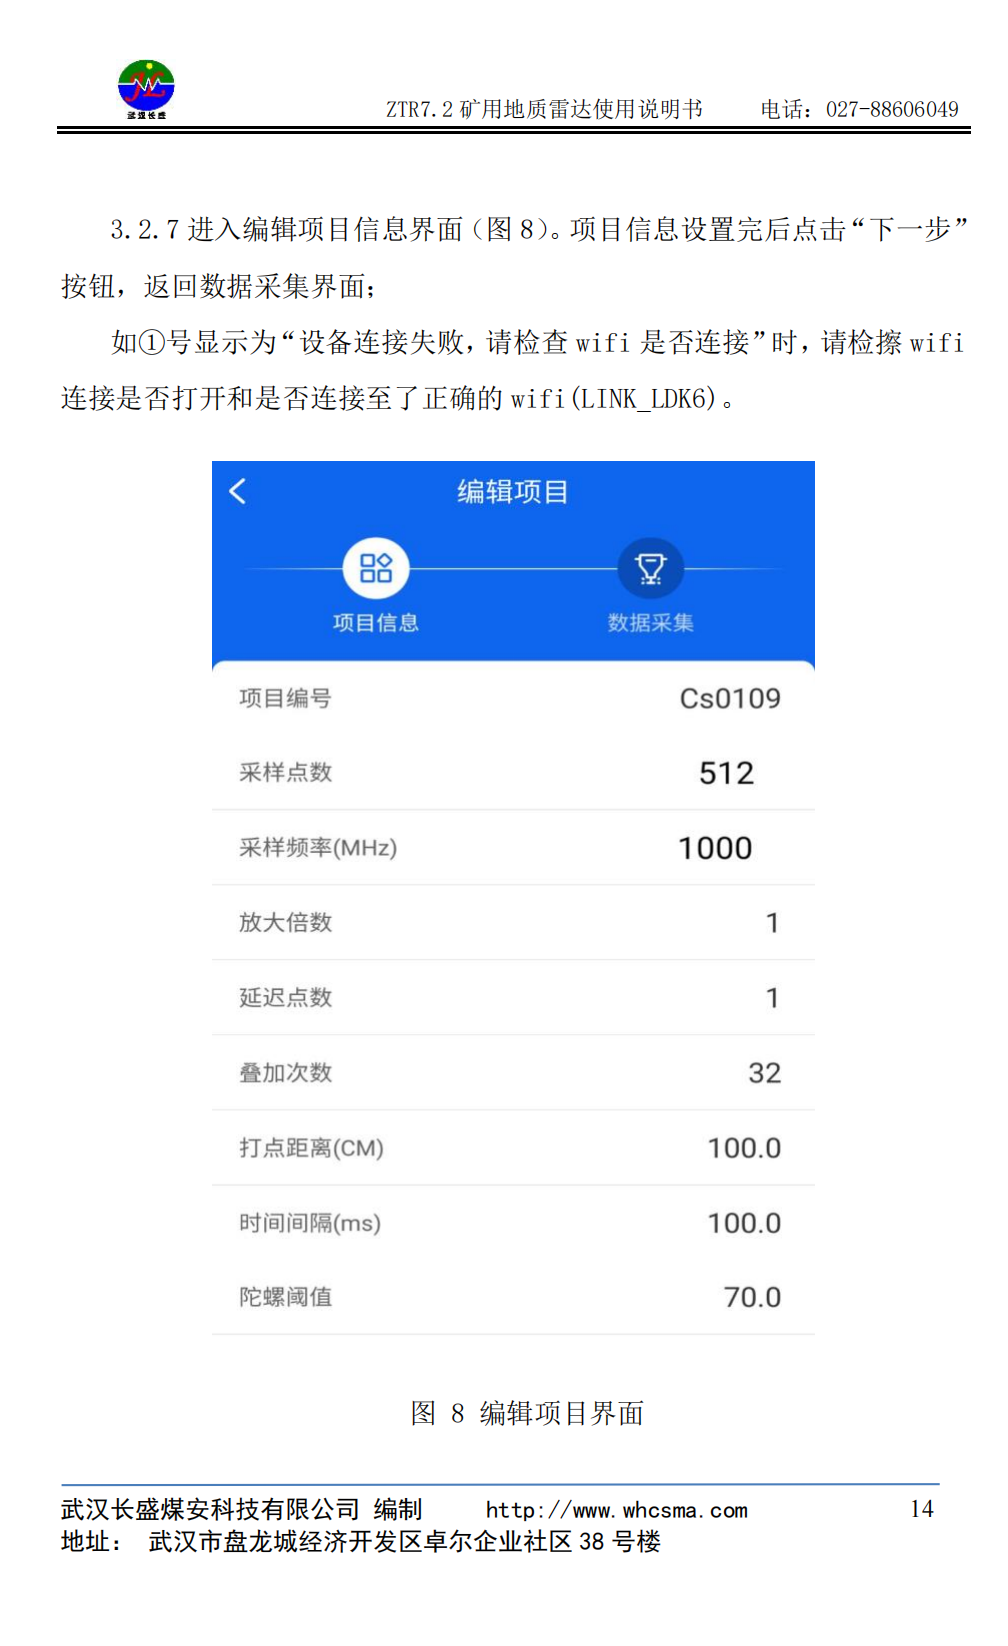 JL
武汉长盛
ZTR7.2 矿用地质雷达使用说明书 电话：027-88606049
3.2.7 进入编辑项目信息界面（图 8）。项目信息设置完后点击“下一步”
按钮，返回数据采集界面；
如①号显示为“设备连接失败，请检查 wifi 是否连接”时，请检擦 wifi
连接是否打开和是否连接至了正确的 wifi(LINK_LDK6)。
编辑项目
项目信息 数据采集
项目编号 Cs0109
采样点数 512
采样频率(MHz) 1000
放大倍数 1
延迟点数 1
叠加次数 32
打点距离(CM) 100.0
时间间隔(ms) 100.0
陀螺阈值 70.0
图 8 编辑项目界面
武汉长盛煤安科技有限公司 编制 http://www.whcsma.com 14
地址： 武汉市盘龙城经济开发区卓尔企业社区 38 号楼